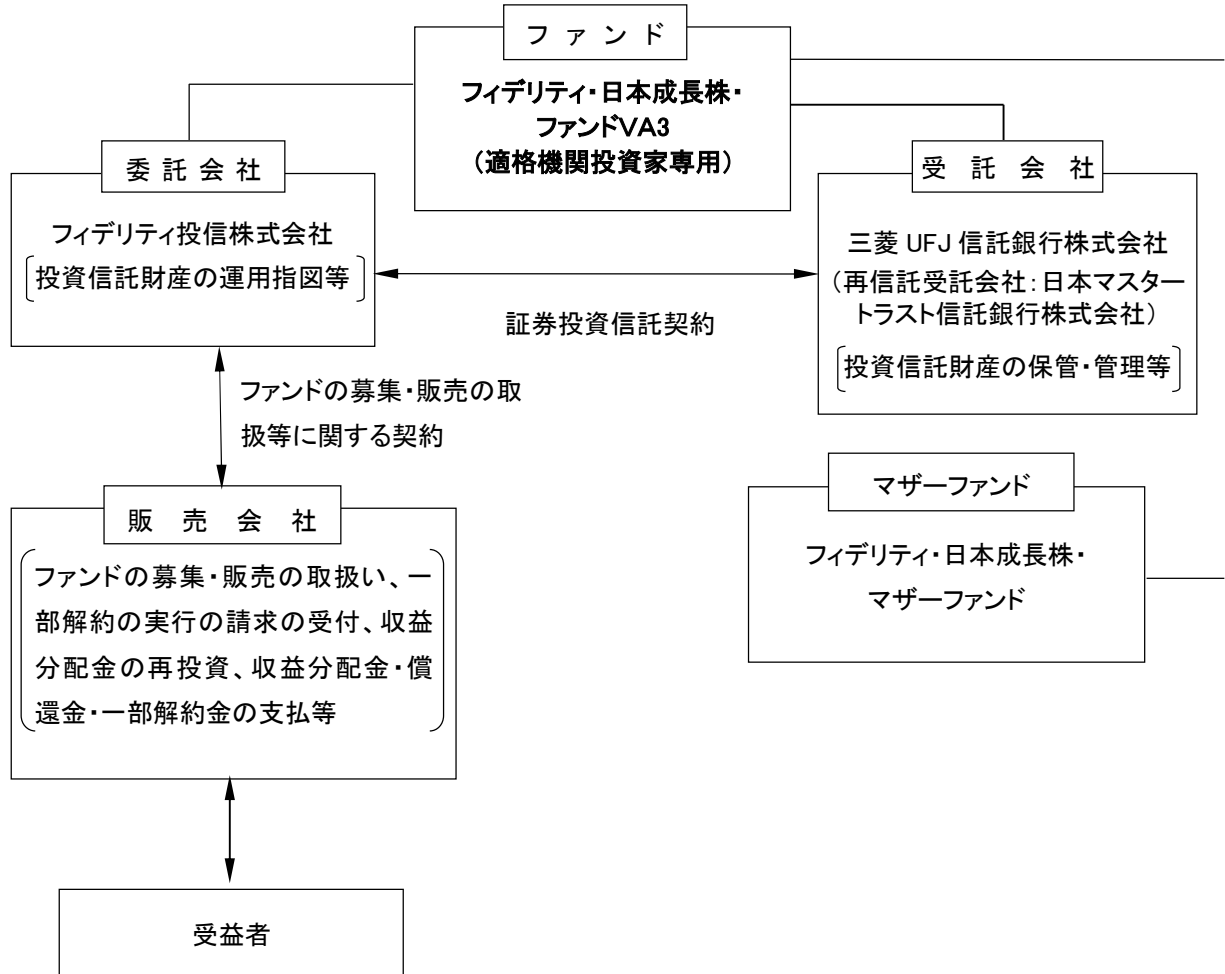 ファンド
フィデリティ・日本成長株・
ファンドVA3
（適格機関投資家専用）
委託会社
フィデリティ投信株式会社
投資信託財産の運用指図等
受託会社
三菱 UFJ 信託銀行株式会社
（再信託受託会社：日本マスター
トラスト信託銀行株式会社）
投資信託財産の保管・管理等
証券投資信託契約
ファンドの募集・販売の取
扱等に関する契約
マザーファンド
フィデリティ・日本成長株・
マザーファンド
販売会社
ファンドの募集・販売の取扱い、一
部解約の実行の請求の受付、収益
分配金の再投資、収益分配金・償
還金・一部解約金の支払等
受益者